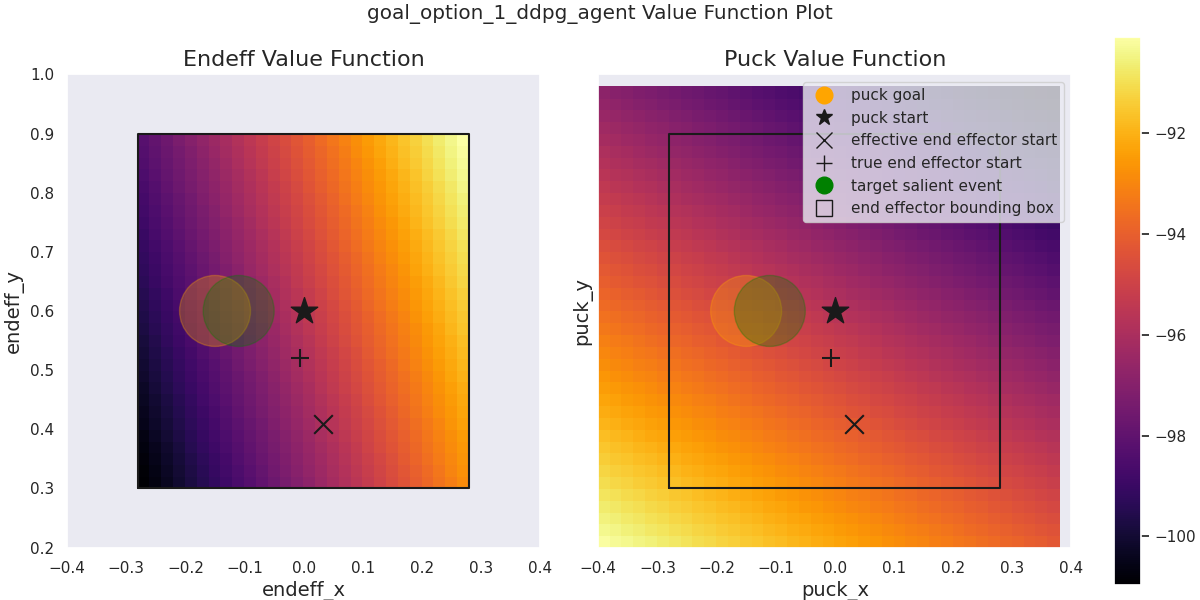 goal_option_1_ddpg_agent Value Function Plot
Endeff Value Function
1.0
0.9
0.8
0.7
0.6
0.5
0.4
0.3
0.2
endeff_y
−0.4 −0.3 −0.2 −0.1 0.0 0.1 0.2 0.3 0.4
endeff_x
Puck Value Function
puck goal
puck start
effective end effector start
true end effector start
target salient event
end effector bounding box
puck_y
−0.4 −0.3 −0.2 −0.1 0.0 0.1 0.2 0.3 0.4
puck_x
−92
−94
−96
−98
−100